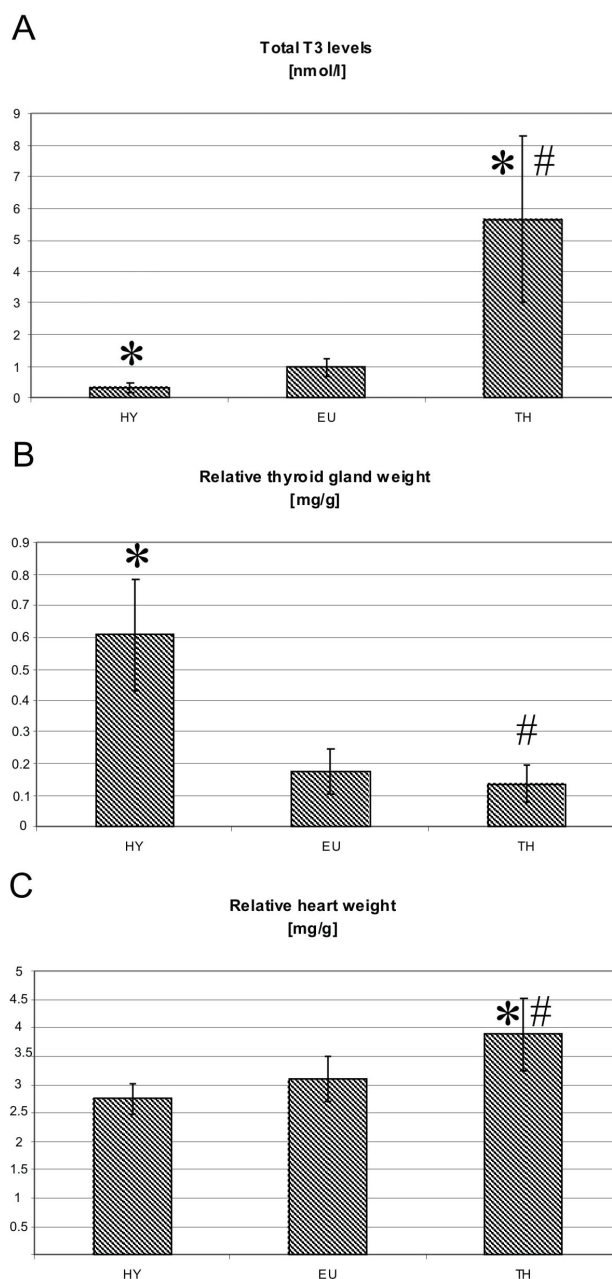 A
Total T3 levels
[nmol/l]
9
8
7
6
5
4
3
2
1
0
* #
*
HY EU TH
B
Relative thyroid gland weight
[mg/g]
0.9
0.8
0.7
0.6
0.5
0.4
0.3
0.2
0.1
0
*
#
HY EU TH
C
Relative heart weight
[mg/g]
5
4.5
4
3.5
3
2.5
2
1.5
1
0.5
* #
HY EU TH